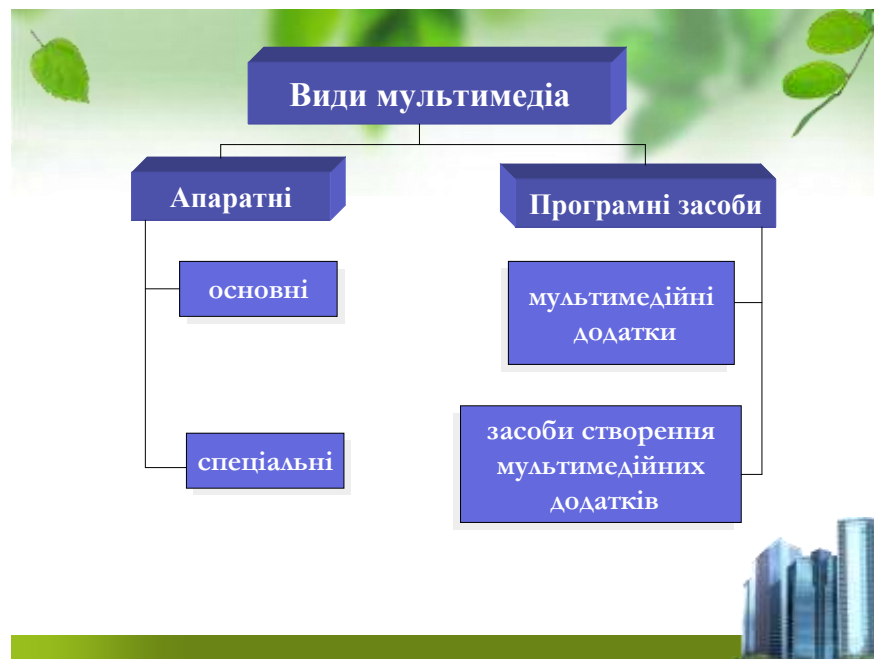 Види мультимедіа
Апаратні
Програмні засоби
основні
мультимедійні
додатки
спеціальні
засоби створення
мультимедійних
додатків